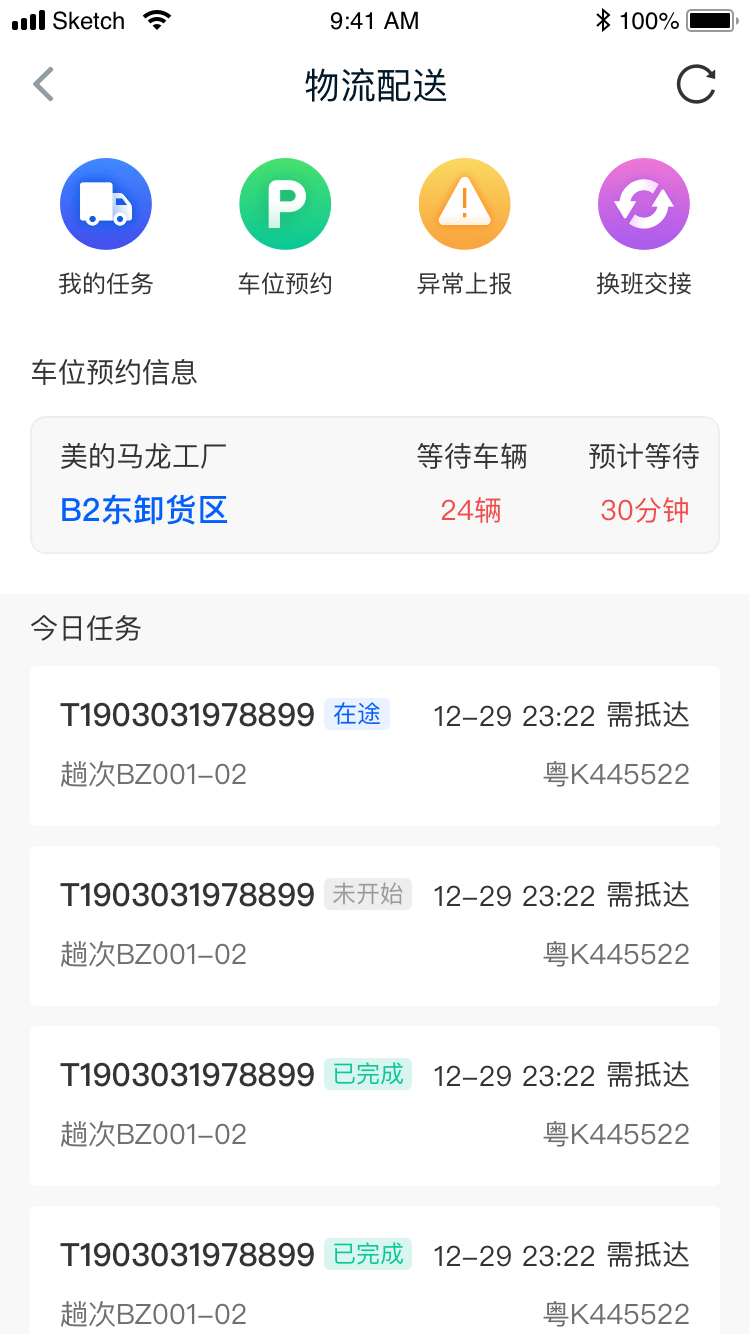 Sketch 9:41 AM 100%
物流配送
我的任务 车位预约 异常上报 换班交接
车位预约信息
美的马龙工厂 等待车辆 预计等待
B2东卸货区 24辆 30分钟
今日任务
T1903031978899 在途 12-29 23:22 需抵达
趟次BZ001-02 粤K445522
T1903031978899 未开始 12-29 23:22 需抵达
趟次BZ001-02 粤K445522
T1903031978899 已完成 12-29 23:22 需抵达
趟次BZ001-02 粤K445522
T1903031978899 已完成 12-29 23:22 需抵达
趟次BZ001-02 粤K445522